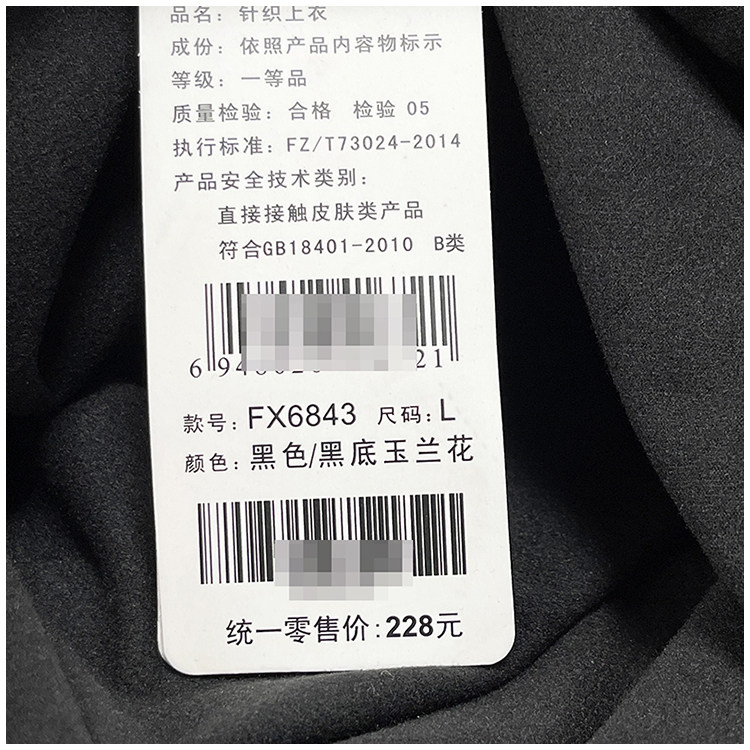 品名：针织上衣
成份：依照产品内容物标示
等级：一等品
质量检验：合格 检验 05
执行标准：FZ/T73024-2014
产品安全技术类别：
直接接触皮肤类产品
符合GB18401-2010 B类
6 21
款号：FX6843 尺码：L
颜色：黑色/黑底玉兰花
统一零售价：228元